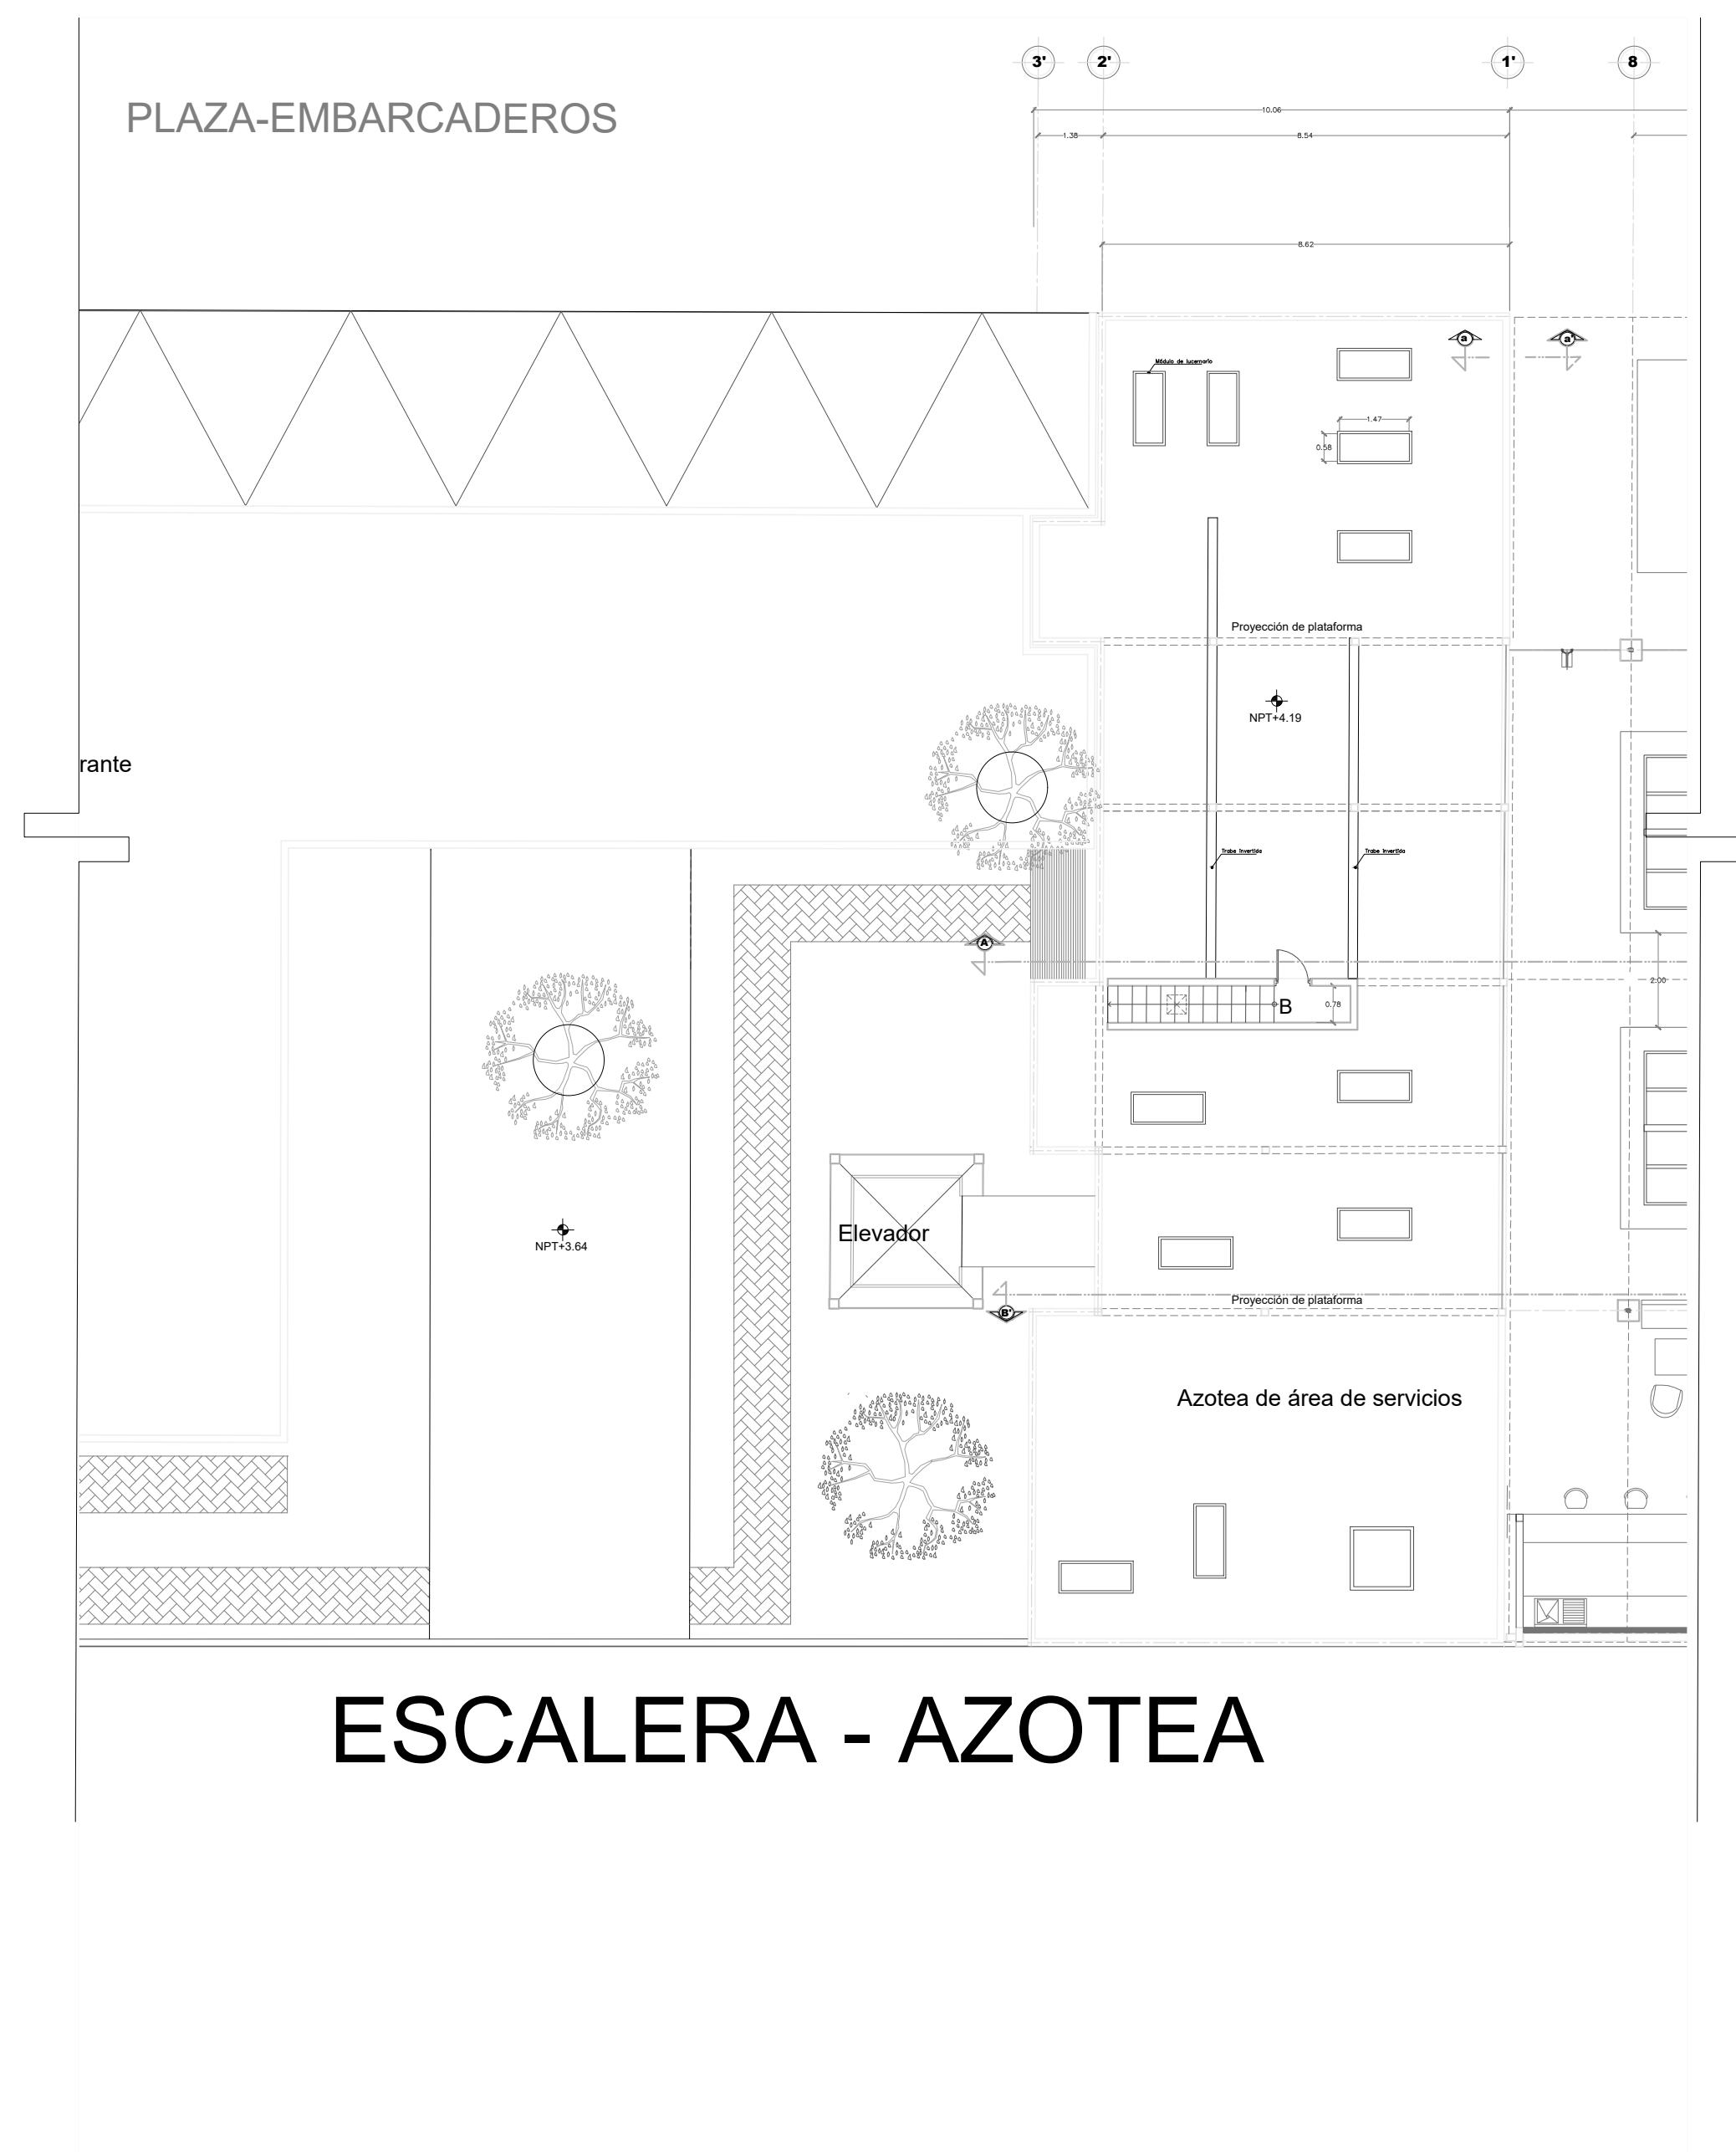 3' 2' 1' 8
PLAZA-EMBARCADEROS
10.06
1.38 8.54
8.62
a a'
Módulo de lucernario
1.47
0.58
Proyección de plataforma
NPT+4.19
rante
Trabe invertida Trabe invertida
A
2.00
B
0.78
Elevador
NPT+3.64
Proyección de plataforma
B'
Azotea de área de servicios
ESCALERA - AZOTEA